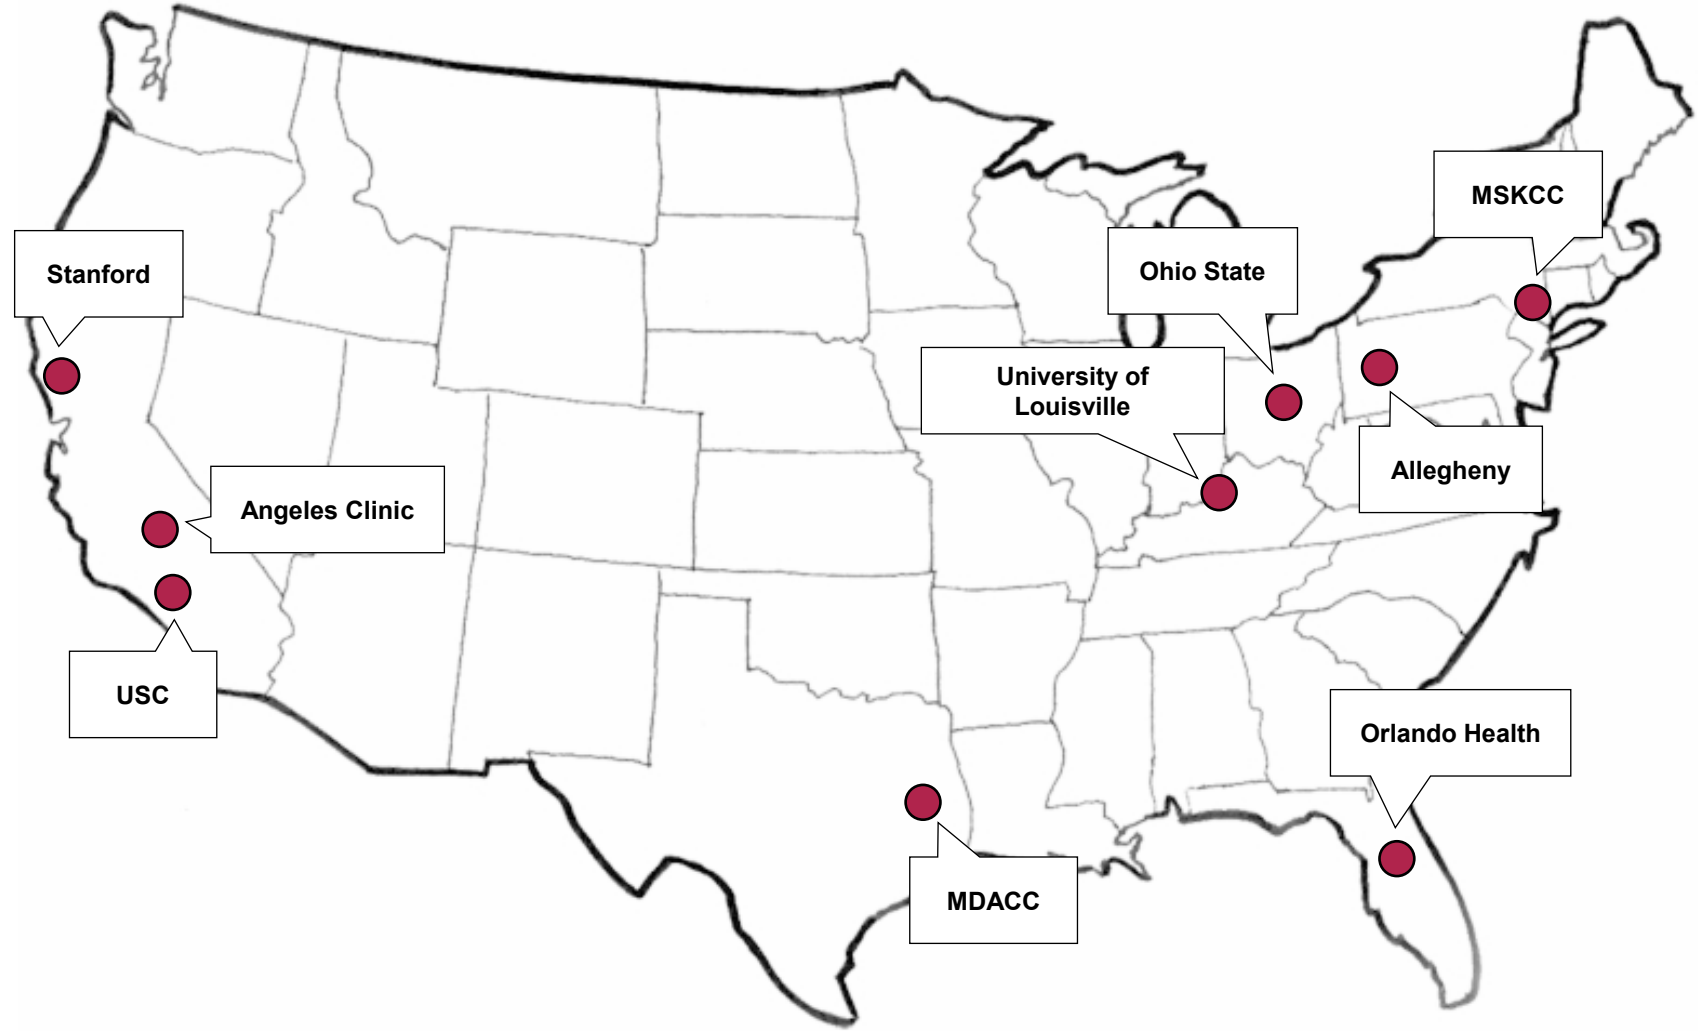 MSKCC
Stanford
Ohio State
University of
Louisville
Allegheny
Angeles Clinic
USC
Orlando Health
MDACC